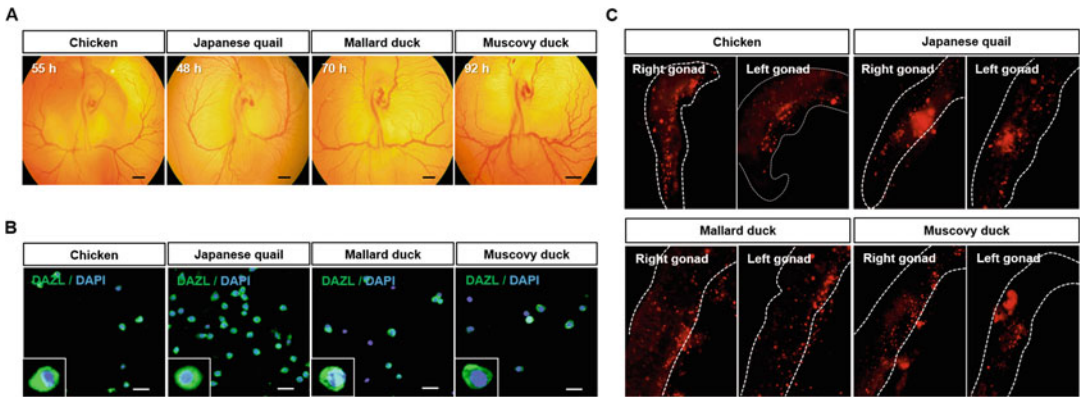 A
Chicken
Japanese quail
Mallard duck
Muscovy duck
55 h
48 h
70 h
92 h
B
Chicken
Japanese quail
Mallard duck
Muscovy duck
DAZL / DAPI
DAZL / DAPI
DAZL / DAPI
DAZL / DAPI
C
Chicken
Japanese quail
Right gonad
Left gonad
Right gonad
Left gonad
Mallard duck
Muscovy duck
Right gonad
Left gonad
Right gonad
Left gonad